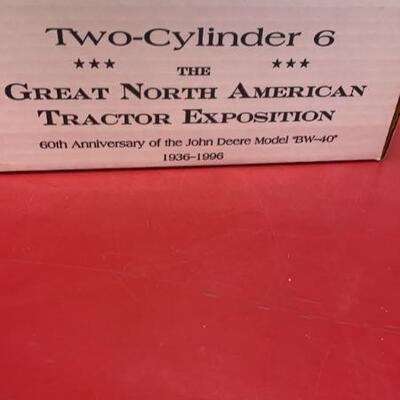 Two-Cylinder 6
★★★ THE ★★★
GREAT NORTH AMERICAN
TRACTOR EXPOSITION
60th Anniversary of the John Deere Model "BW-40"
1936-1996